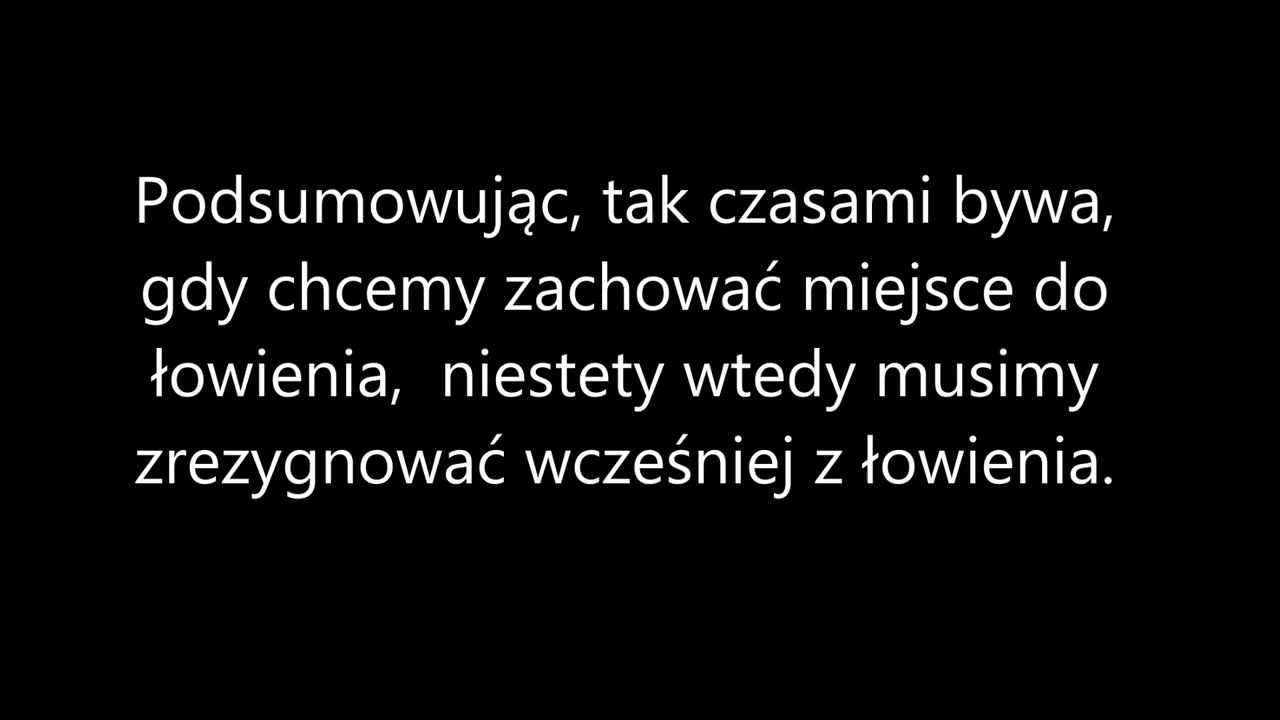 Podsumowując, tak czasami bywa,
gdy chcemy zachować miejsce do
łowienia,  niestety wtedy musimy
zrezygnować wcześniej z łowienia.